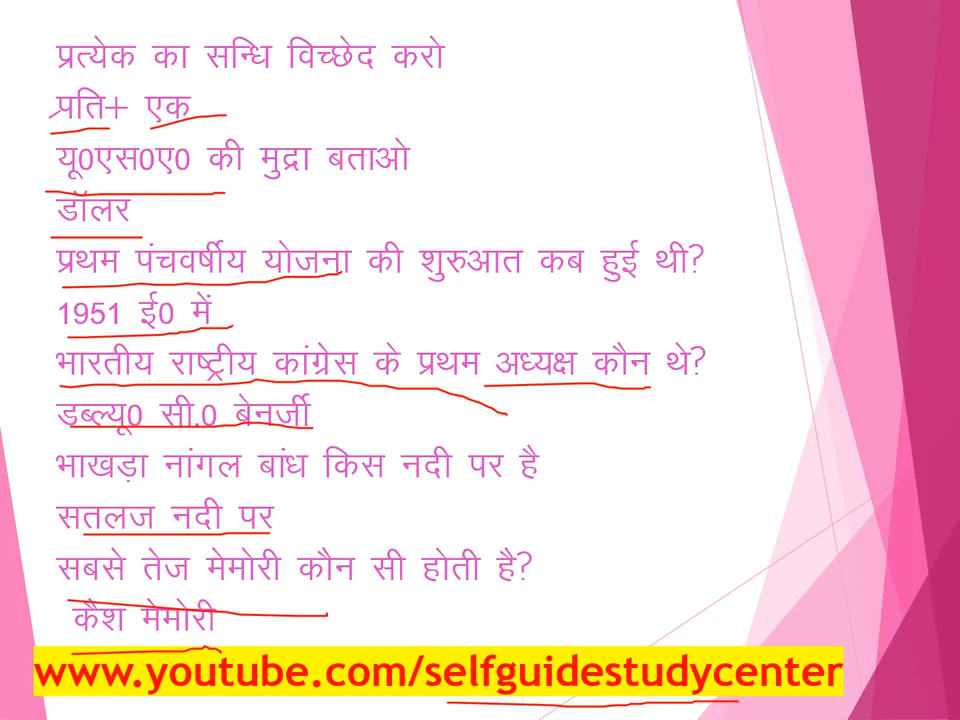 प्रत्येक का सन्धि विच्छेद करो
प्रति+ एक
यू0एस0ए0 की मुद्रा बताओ
डॉलर
प्रथम पंचवर्षीय योजना की शुरुआत कब हुई थी?
1951 ई0 में
भारतीय राष्ट्रीय कांग्रेस के प्रथम अध्यक्ष कौन थे?
डब्ल्यू0 सी.0 बेनर्जी
भाखड़ा नांगल बांध किस नदी पर है
सतलज नदी पर
सबसे तेज मेमोरी कौन सी होती है?
कैश मेमोरी
www.youtube.com/selfguidestudycenter